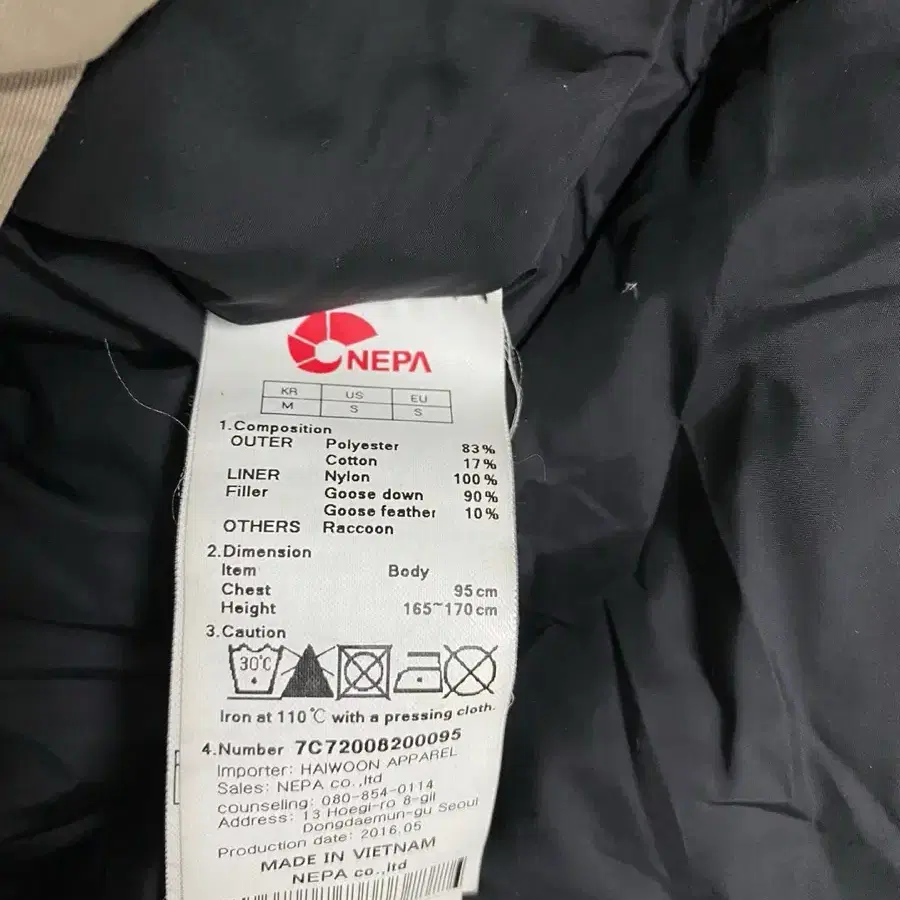 NEPA
KR US EU
M S S
1.Composition
OUTER Polyester 83%
Cotton 17%
LINER Nylon 100%
Filler Goose down 90%
Goose feather 10%
OTHERS Raccoon
2.Dimension
Item Body
Chest 95cm
Height 165~170cm
3.Caution
30℃
Iron at 110℃ with a pressing cloth.
4.Number 7C72008200095
Importer: HAIWOON APPAREL
Sales: NEPA co.,ltd
counseling: 080-854-0114
Address: 13 Hoegi-ro 8-gil
Dongdaemun-gu Seoul
Production date: 2016.05
MADE IN VIETNAM
NEPA co.,ltd